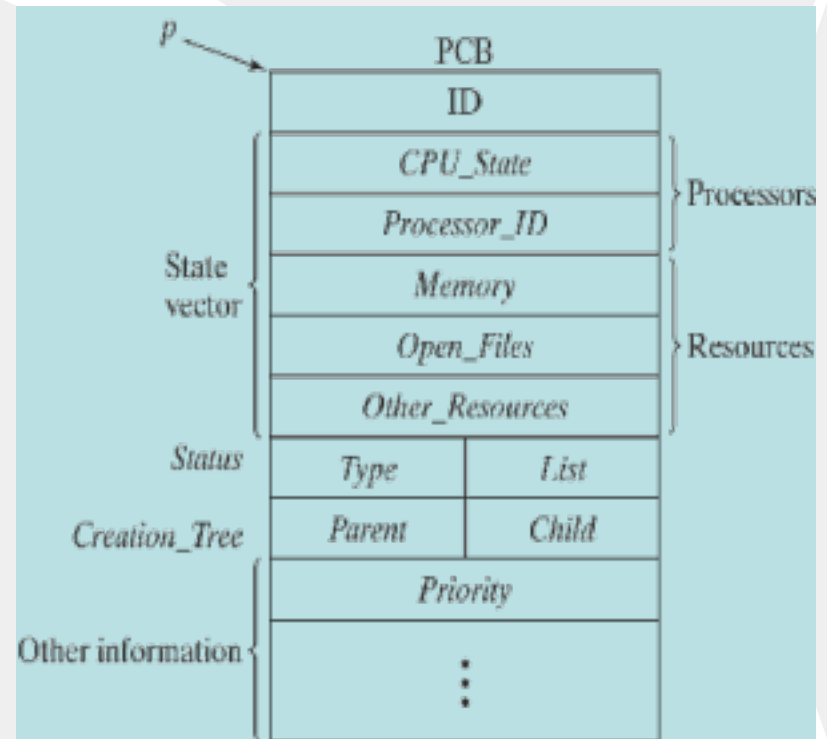 p
PCB
ID
CPU_State
Processor_ID
Processors
State
vector
Memory
Open_Files
Resources
Other_Resources
Status
Type
List
Creation_Tree
Parent
Child
Priority
Other information